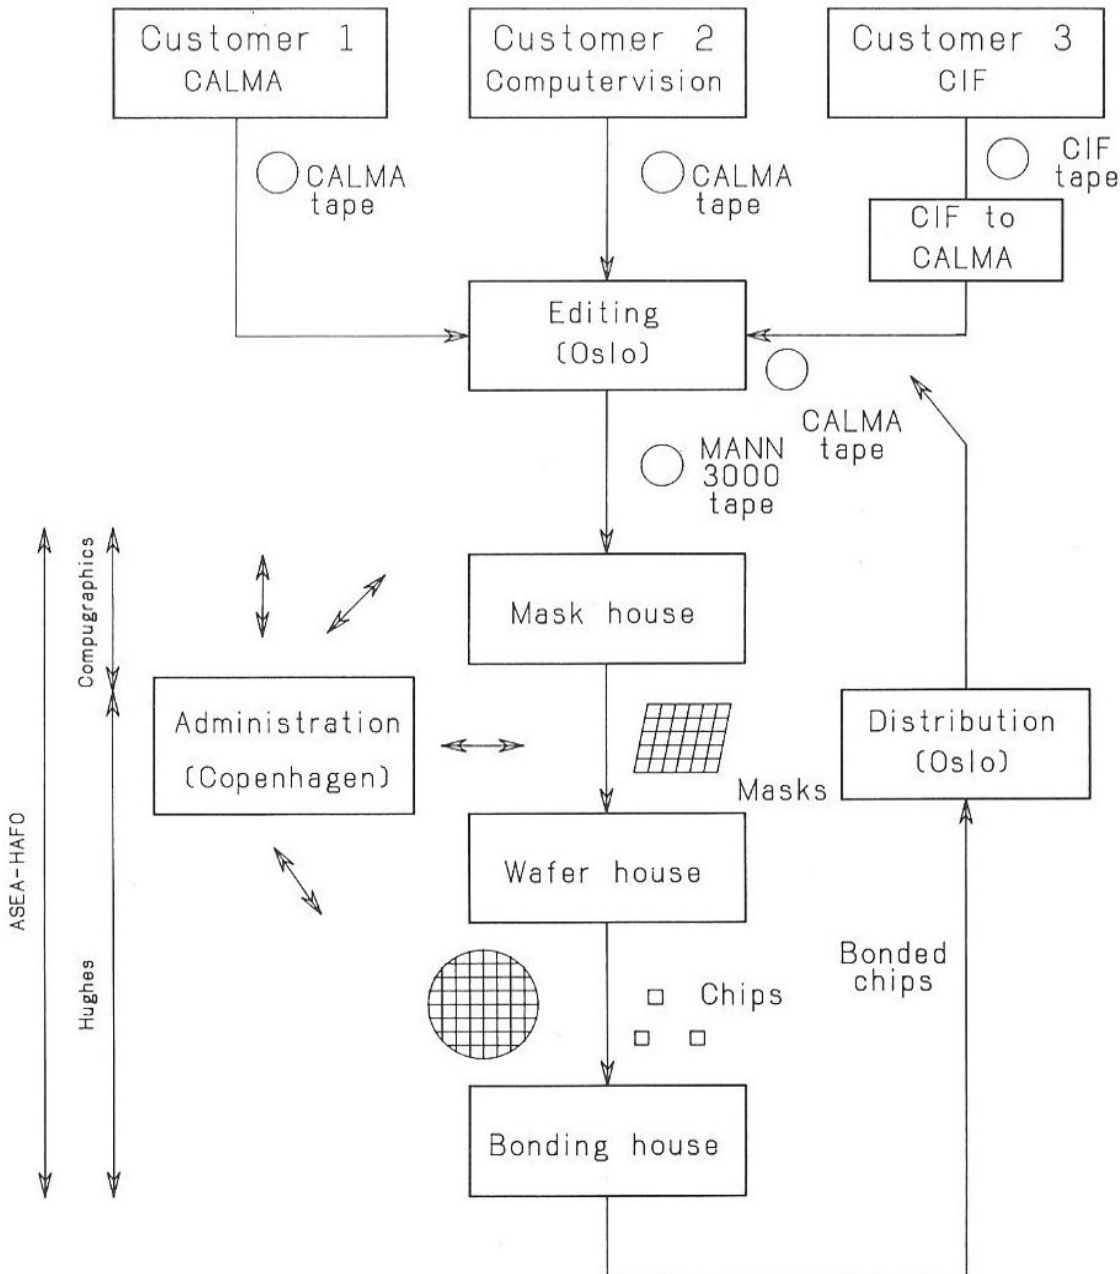 Customer 1
CALMA
Customer 2
Computervision
Customer 3
CIF
CALMA
tape
CALMA
tape
CIF
tape
CIF to
CALMA
Editing
(Oslo)
CALMA
tape
MANN
3000
tape
Compugraphics
Mask house
Administration
(Copenhagen)
Distribution
(Oslo)
Masks
ASEA-HAFO
Wafer house
Hughes
Bonded
chips
Chips
Bonding house